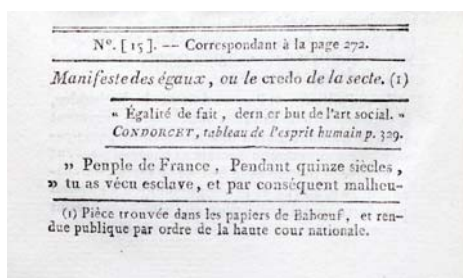 N°. [ 15 ]. — Correspondant à la page 272.
Manifeste des égaux, ou le credo de la secte. (1)
« Égalité de fait, dern er but de l'art social. »
CONDORCET, tableau de l'esprit humain p. 329.
» Peuple de France, Pendant quinze siècles,
» tu as vécu esclave, et par conséquent malheu-
(1) Pièce trouvée dans les papiers de Babœuf, et ren-
due publique par ordre de la haute cour nationale.